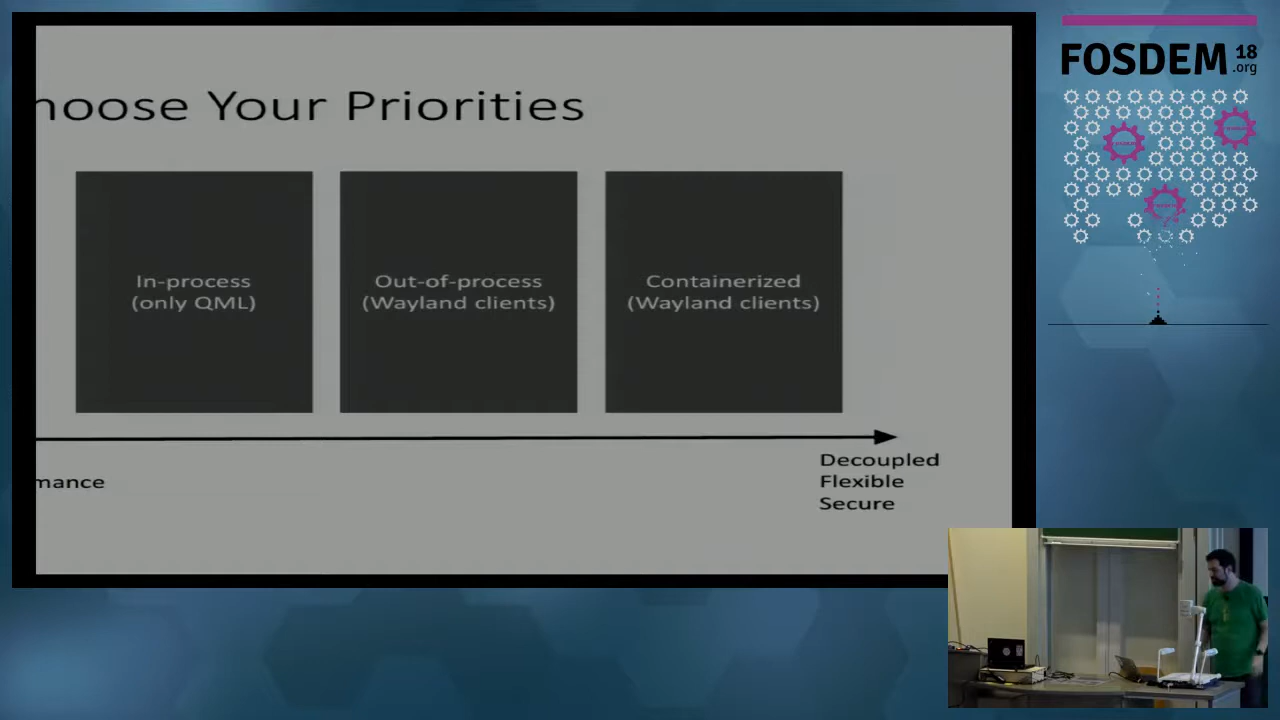 hoose Your Priorities
In-process
(only QML)
Out-of-process
(Wayland clients)
Containerized
(Wayland clients)
mance
Decoupled
Flexible
Secure
FOSDEM 18
.org